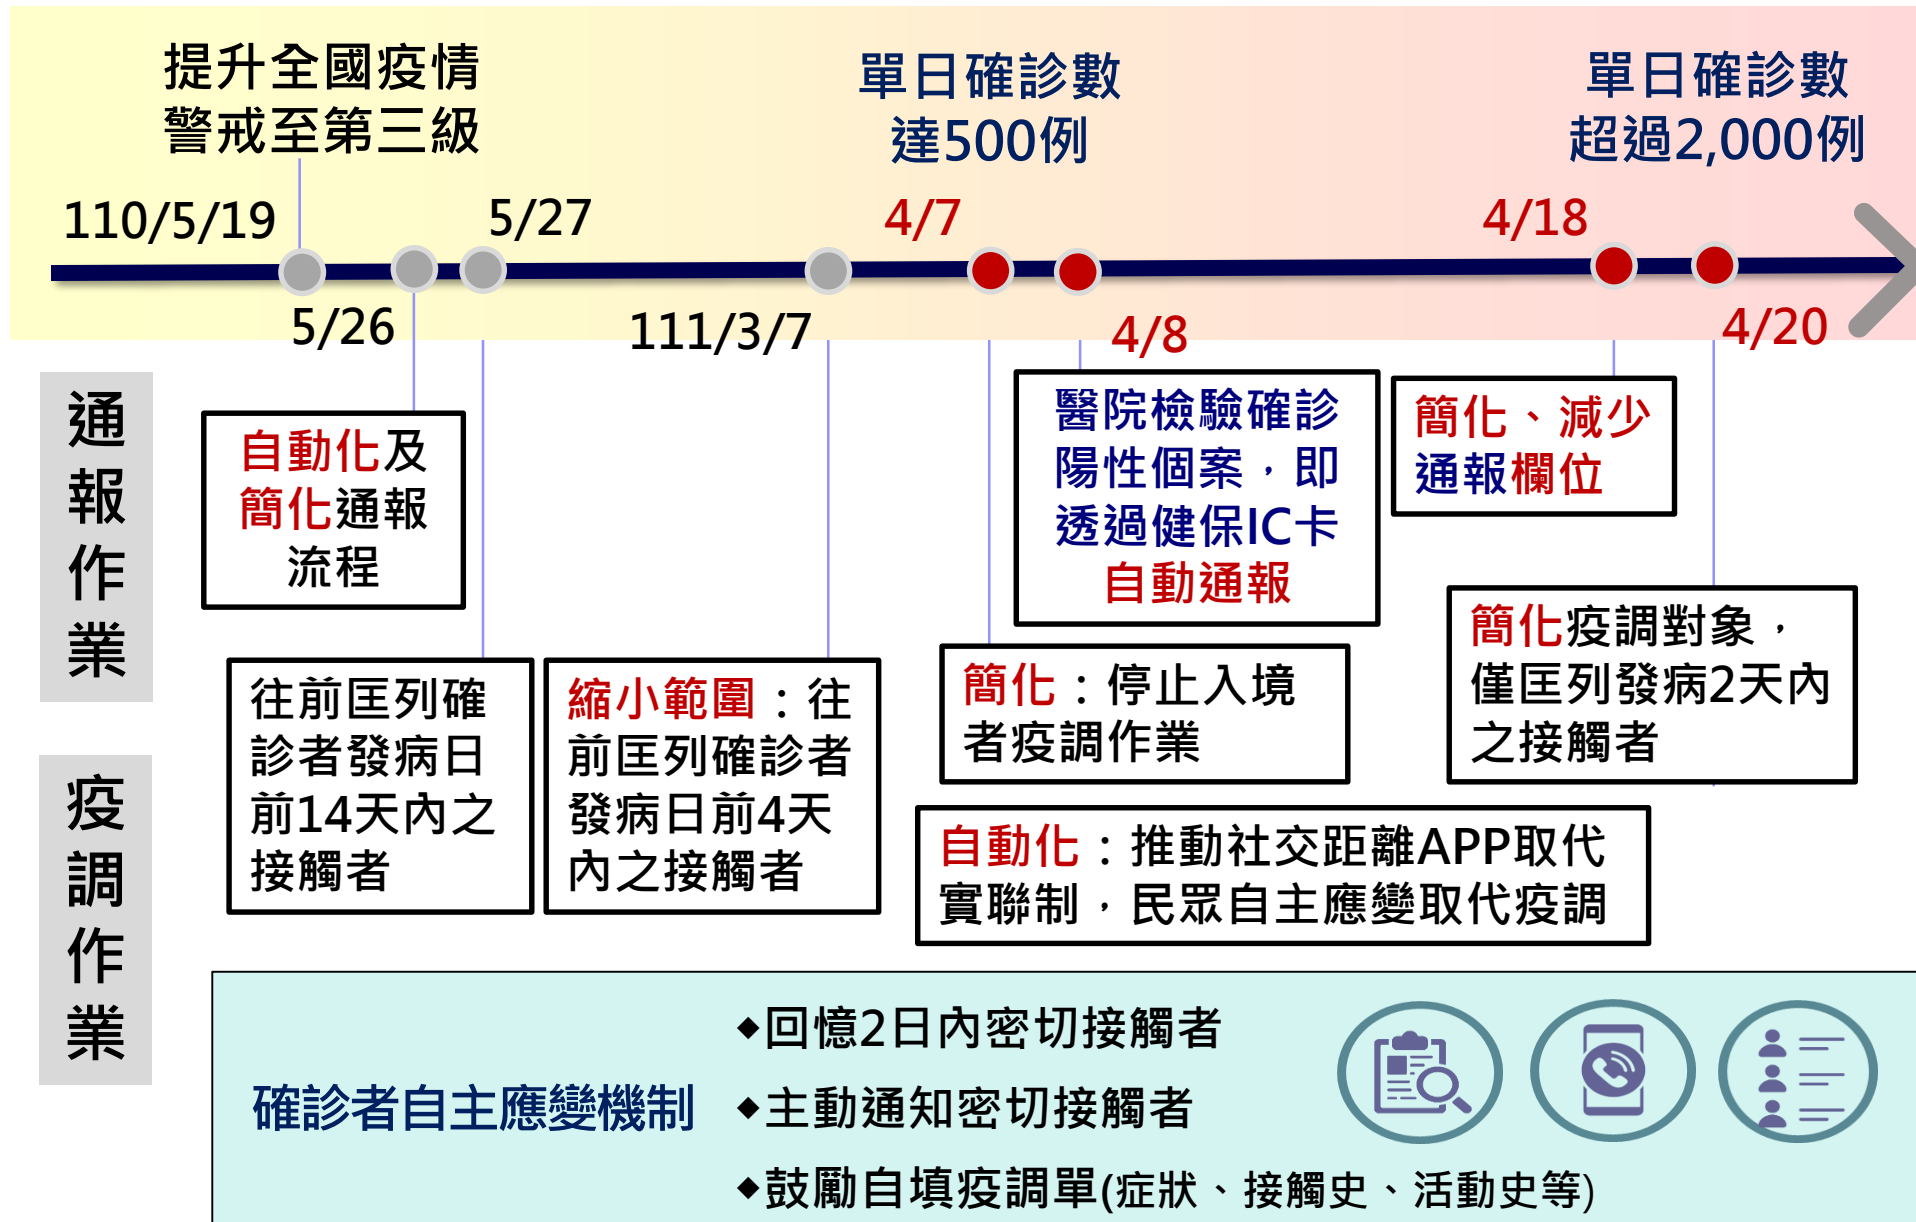 提升全國疫情
警戒至第三級
單日確診數
達500例
單日確診數
超過2,000例
110/5/19
5/27
4/7
4/18
5/26
111/3/7
4/8
4/20
通報作業
自動化及
簡化通報
流程
醫院檢驗確診
陽性個案，即
透過健保IC卡
自動通報
簡化、減少
通報欄位
疫調作業
往前匡列確
診者發病日
前14天內之
接觸者
縮小範圍：往
前匡列確診者
發病日前4天
內之接觸者
簡化：停止入境
者疫調作業
簡化疫調對象，
僅匡列發病2天內
之接觸者
自動化：推動社交距離APP取代
實聯制，民眾自主應變取代疫調
確診者自主應變機制
◆回憶2日內密切接觸者
◆主動通知密切接觸者
◆鼓勵自填疫調單(症狀、接觸史、活動史等)